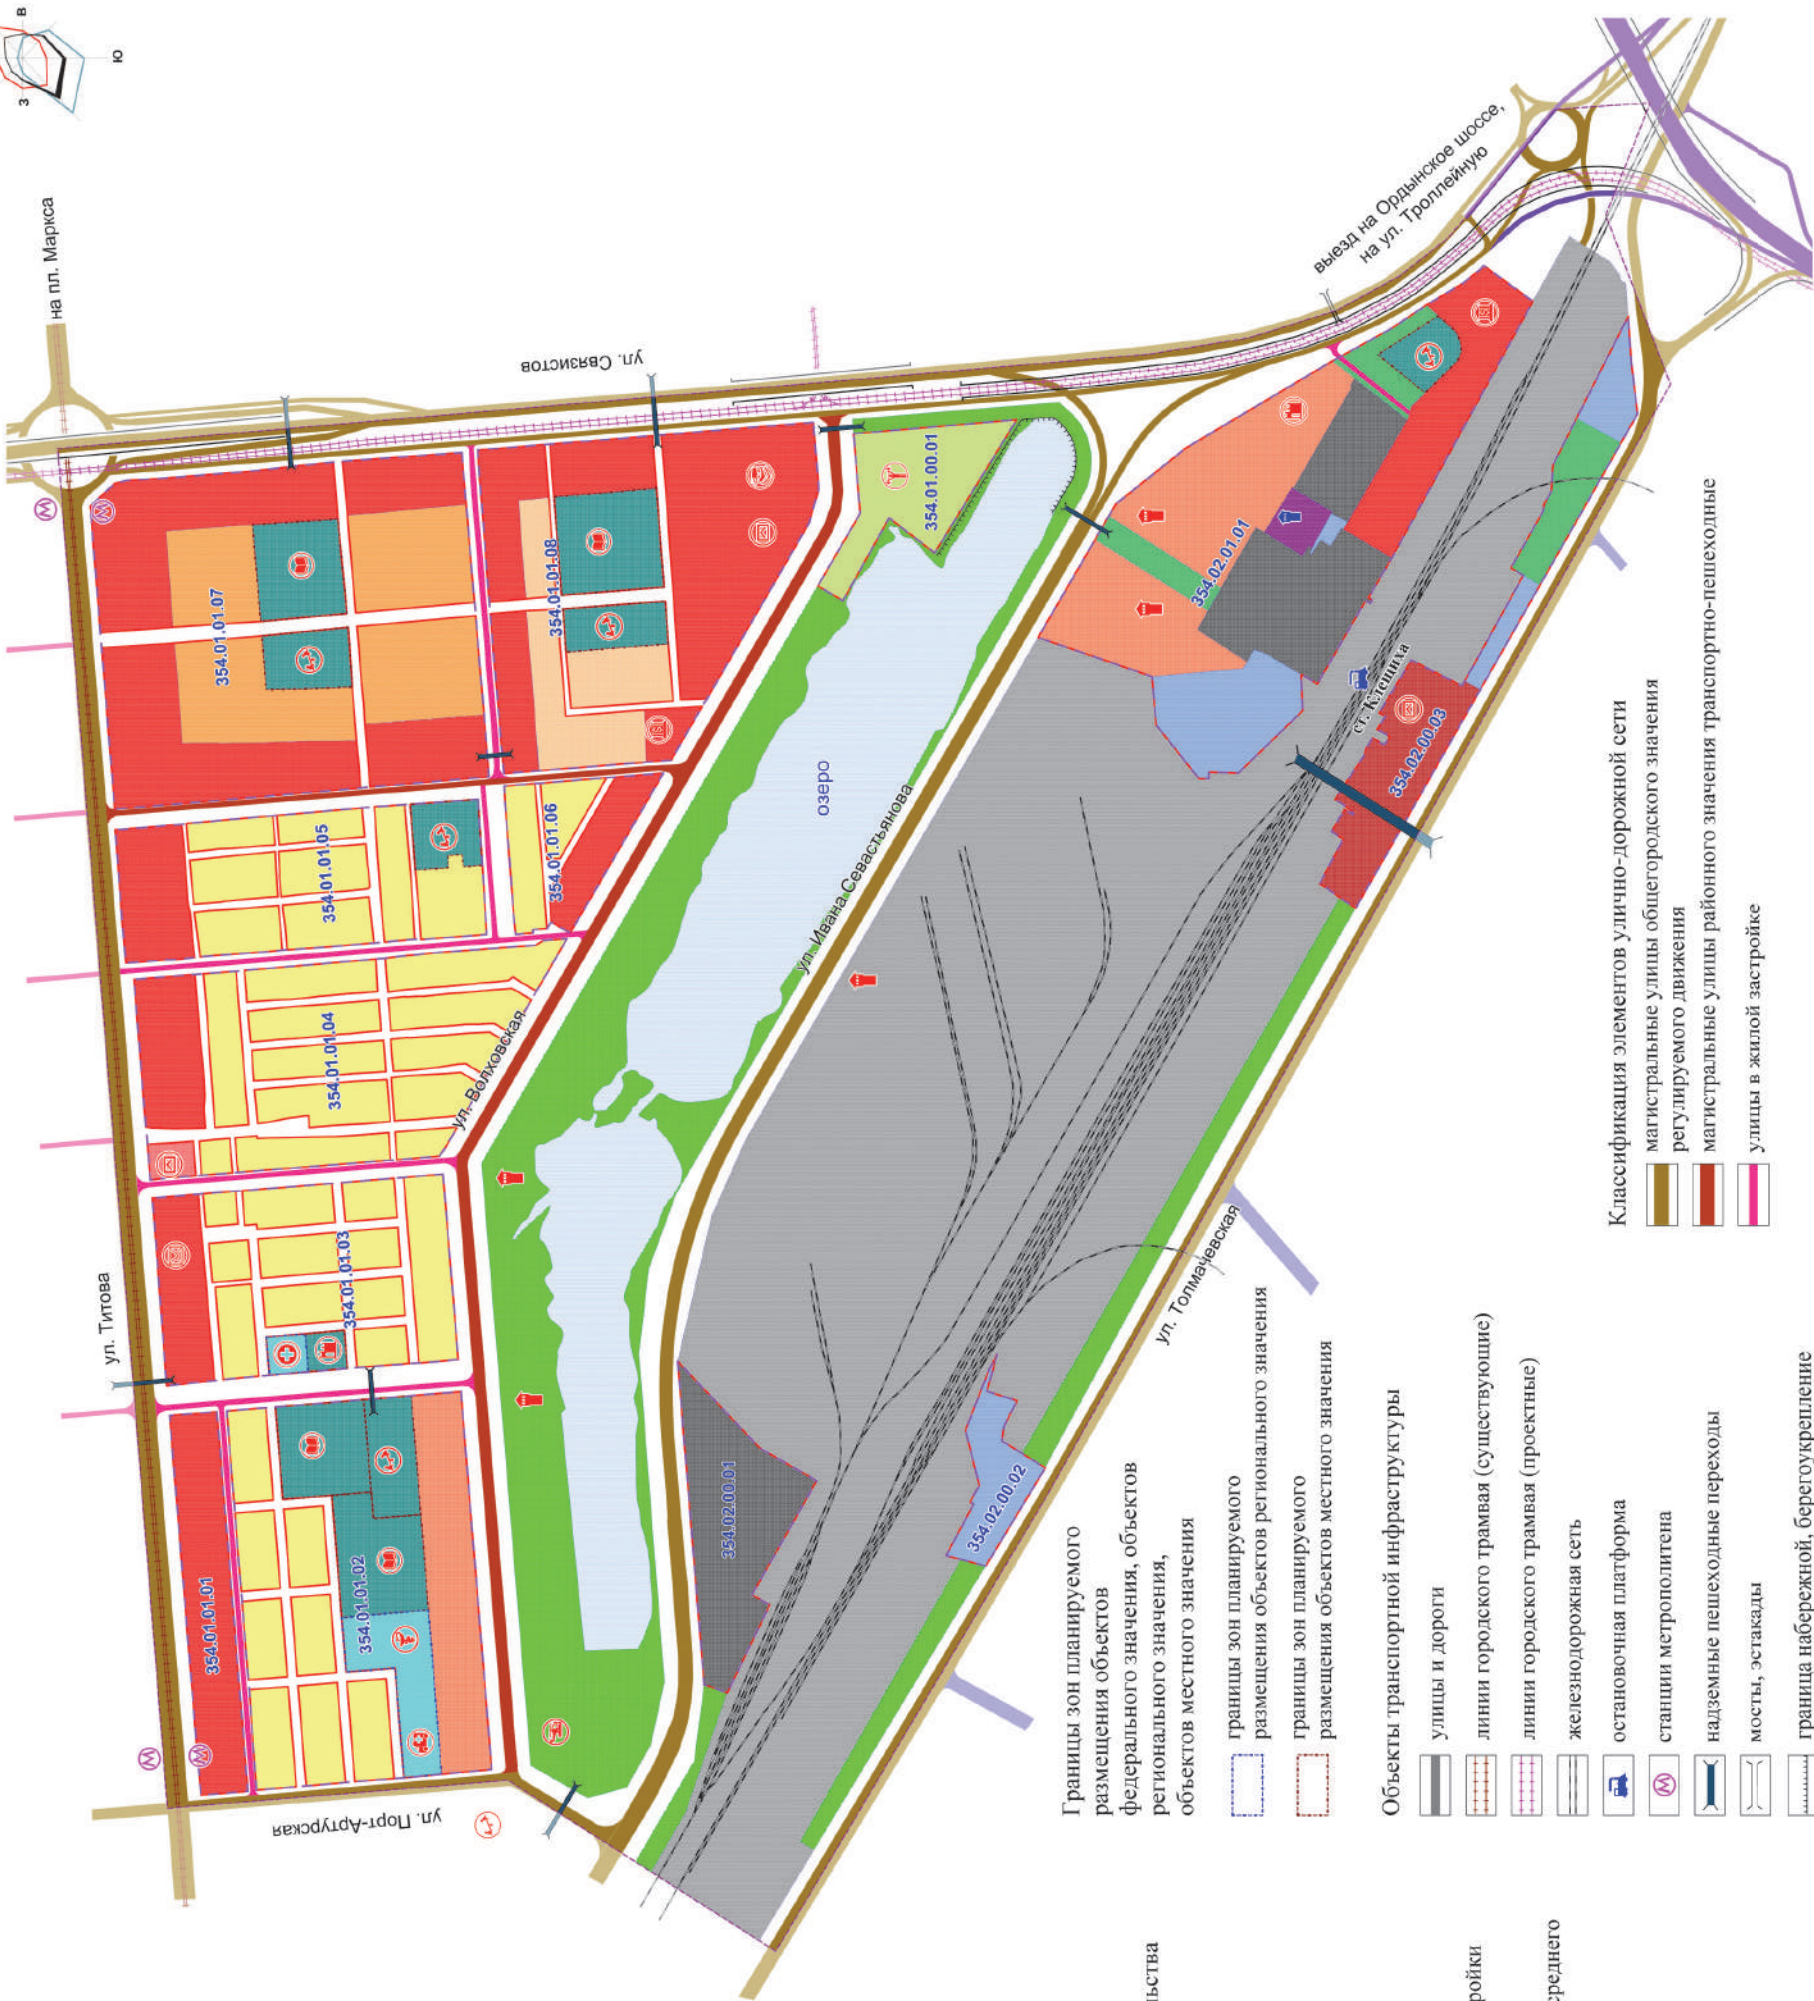 В
З
Ю
на пл. Маркса
ул. Титова
ул. Связистов
ул. Порт-Артурская
выезд на Ордынское шоссе,
на ул. Троллейную
354.01.01.01
354.01.01.02
354.01.01.03
354.01.01.04
354.01.01.05
354.01.01.06
354.01.01.07
354.01.01.08
354.01.00.01
ул. Волховская
озеро
ул. Ивана Севастьянова
354.02.00.01
354.02.00.02
354.02.01.01
ст. Клещиха
354.02.00.03
ул. Толмачевская
М
М
М
М
льства
ройки
среднего
Границы зон планируемого
размещения объектов
федерального значения, объектов
регионального значения,
объектов местного значения
границы зон планируемого
размещения объектов регионального значения
границы зон планируемого
размещения объектов местного значения
Объекты транспортной инфраструктуры
улицы и дороги
линии городского трамвая (существующие)
линии городского трамвая (проектные)
железнодорожная сеть
остановочная платформа
М
станции метрополитена
надземные пешеходные переходы
мосты, эстакады
граница набережной, берегоукрепление
Классификация элементов улично-дорожной сети
магистральные улицы общегородского значения
регулируемого движения
магистральные улицы районного значения транспортно-пешеходные
улицы в жилой застройке